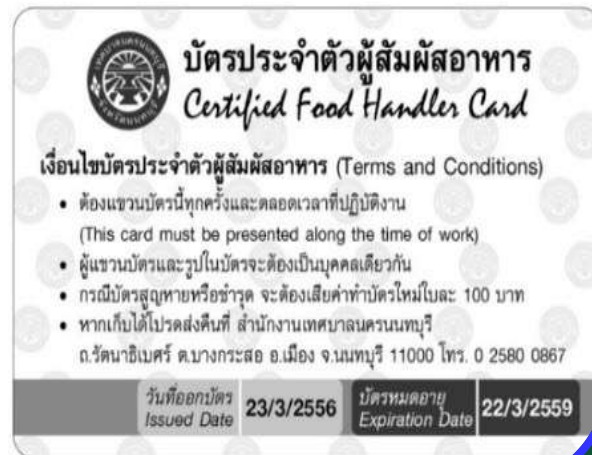 บัตรประจำตัวผู้สัมผัสอาหาร
Certified Food Handler Card
เงื่อนไขบัตรประจำตัวผู้สัมผัสอาหาร (Terms and Conditions)
• ต้องแขวนบัตรนี้ทุกครั้งและตลอดเวลาที่ปฏิบัติงาน
(This card must be presented along the time of work)
• ผู้แขวนบัตรและรูปในบัตรจะต้องเป็นบุคคลเดียวกัน
• กรณีบัตรสูญหายหรือชำรุด จะต้องเสียค่าทำบัตรใหม่ใบละ 100 บาท
• หากเก็บได้โปรดส่งคืนที่ สำนักงานเทศบาลนครนนทบุรี
ถ.รัตนาธิเบศร์ ต.บางกระสอ อ.เมือง จ.นนทบุรี 11000 โทร. 0 2580 0867
วันที่ออกบัตร
Issued Date 23/3/2556
บัตรหมดอายุ
Expiration Date 22/3/2559